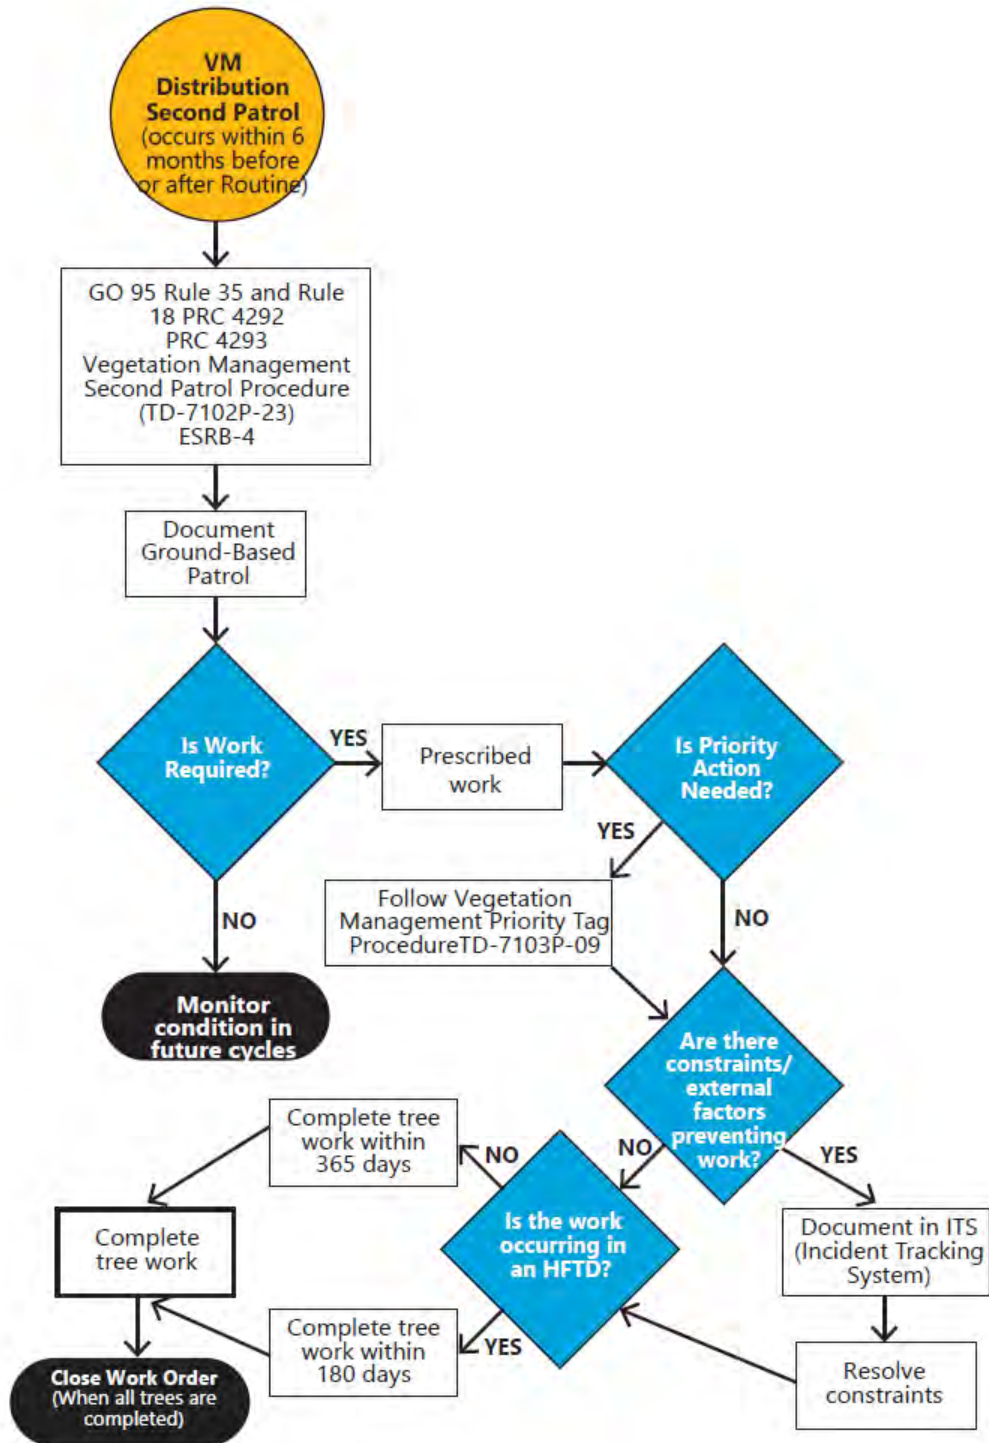 VM
Distribution
Second Patrol
(occurs within 6
months before
or after Routine)
GO 95 Rule 35 and Rule
18 PRC 4292
PRC 4293
Vegetation Management
Second Patrol Procedure
(TD-7102P-23)
ESRB-4
Document
Ground-Based
Patrol
Is Work
Required?
YES
Prescribed
work
Is Priority
Action
Needed?
YES
Follow Vegetation
Management Priority Tag
ProcedureTD-7103P-09
NO
NO
Monitor
condition in
future cycles
Are there
constraints/
external
factors
preventing
work?
Complete tree
work within
365 days
NO
NO
YES
Is the work
occurring in
an HFTD?
Document in ITS
(Incident Tracking
System)
Complete
tree work
Complete tree
work within
180 days
YES
Resolve
constraints
Close Work Order
(When all trees are
completed)